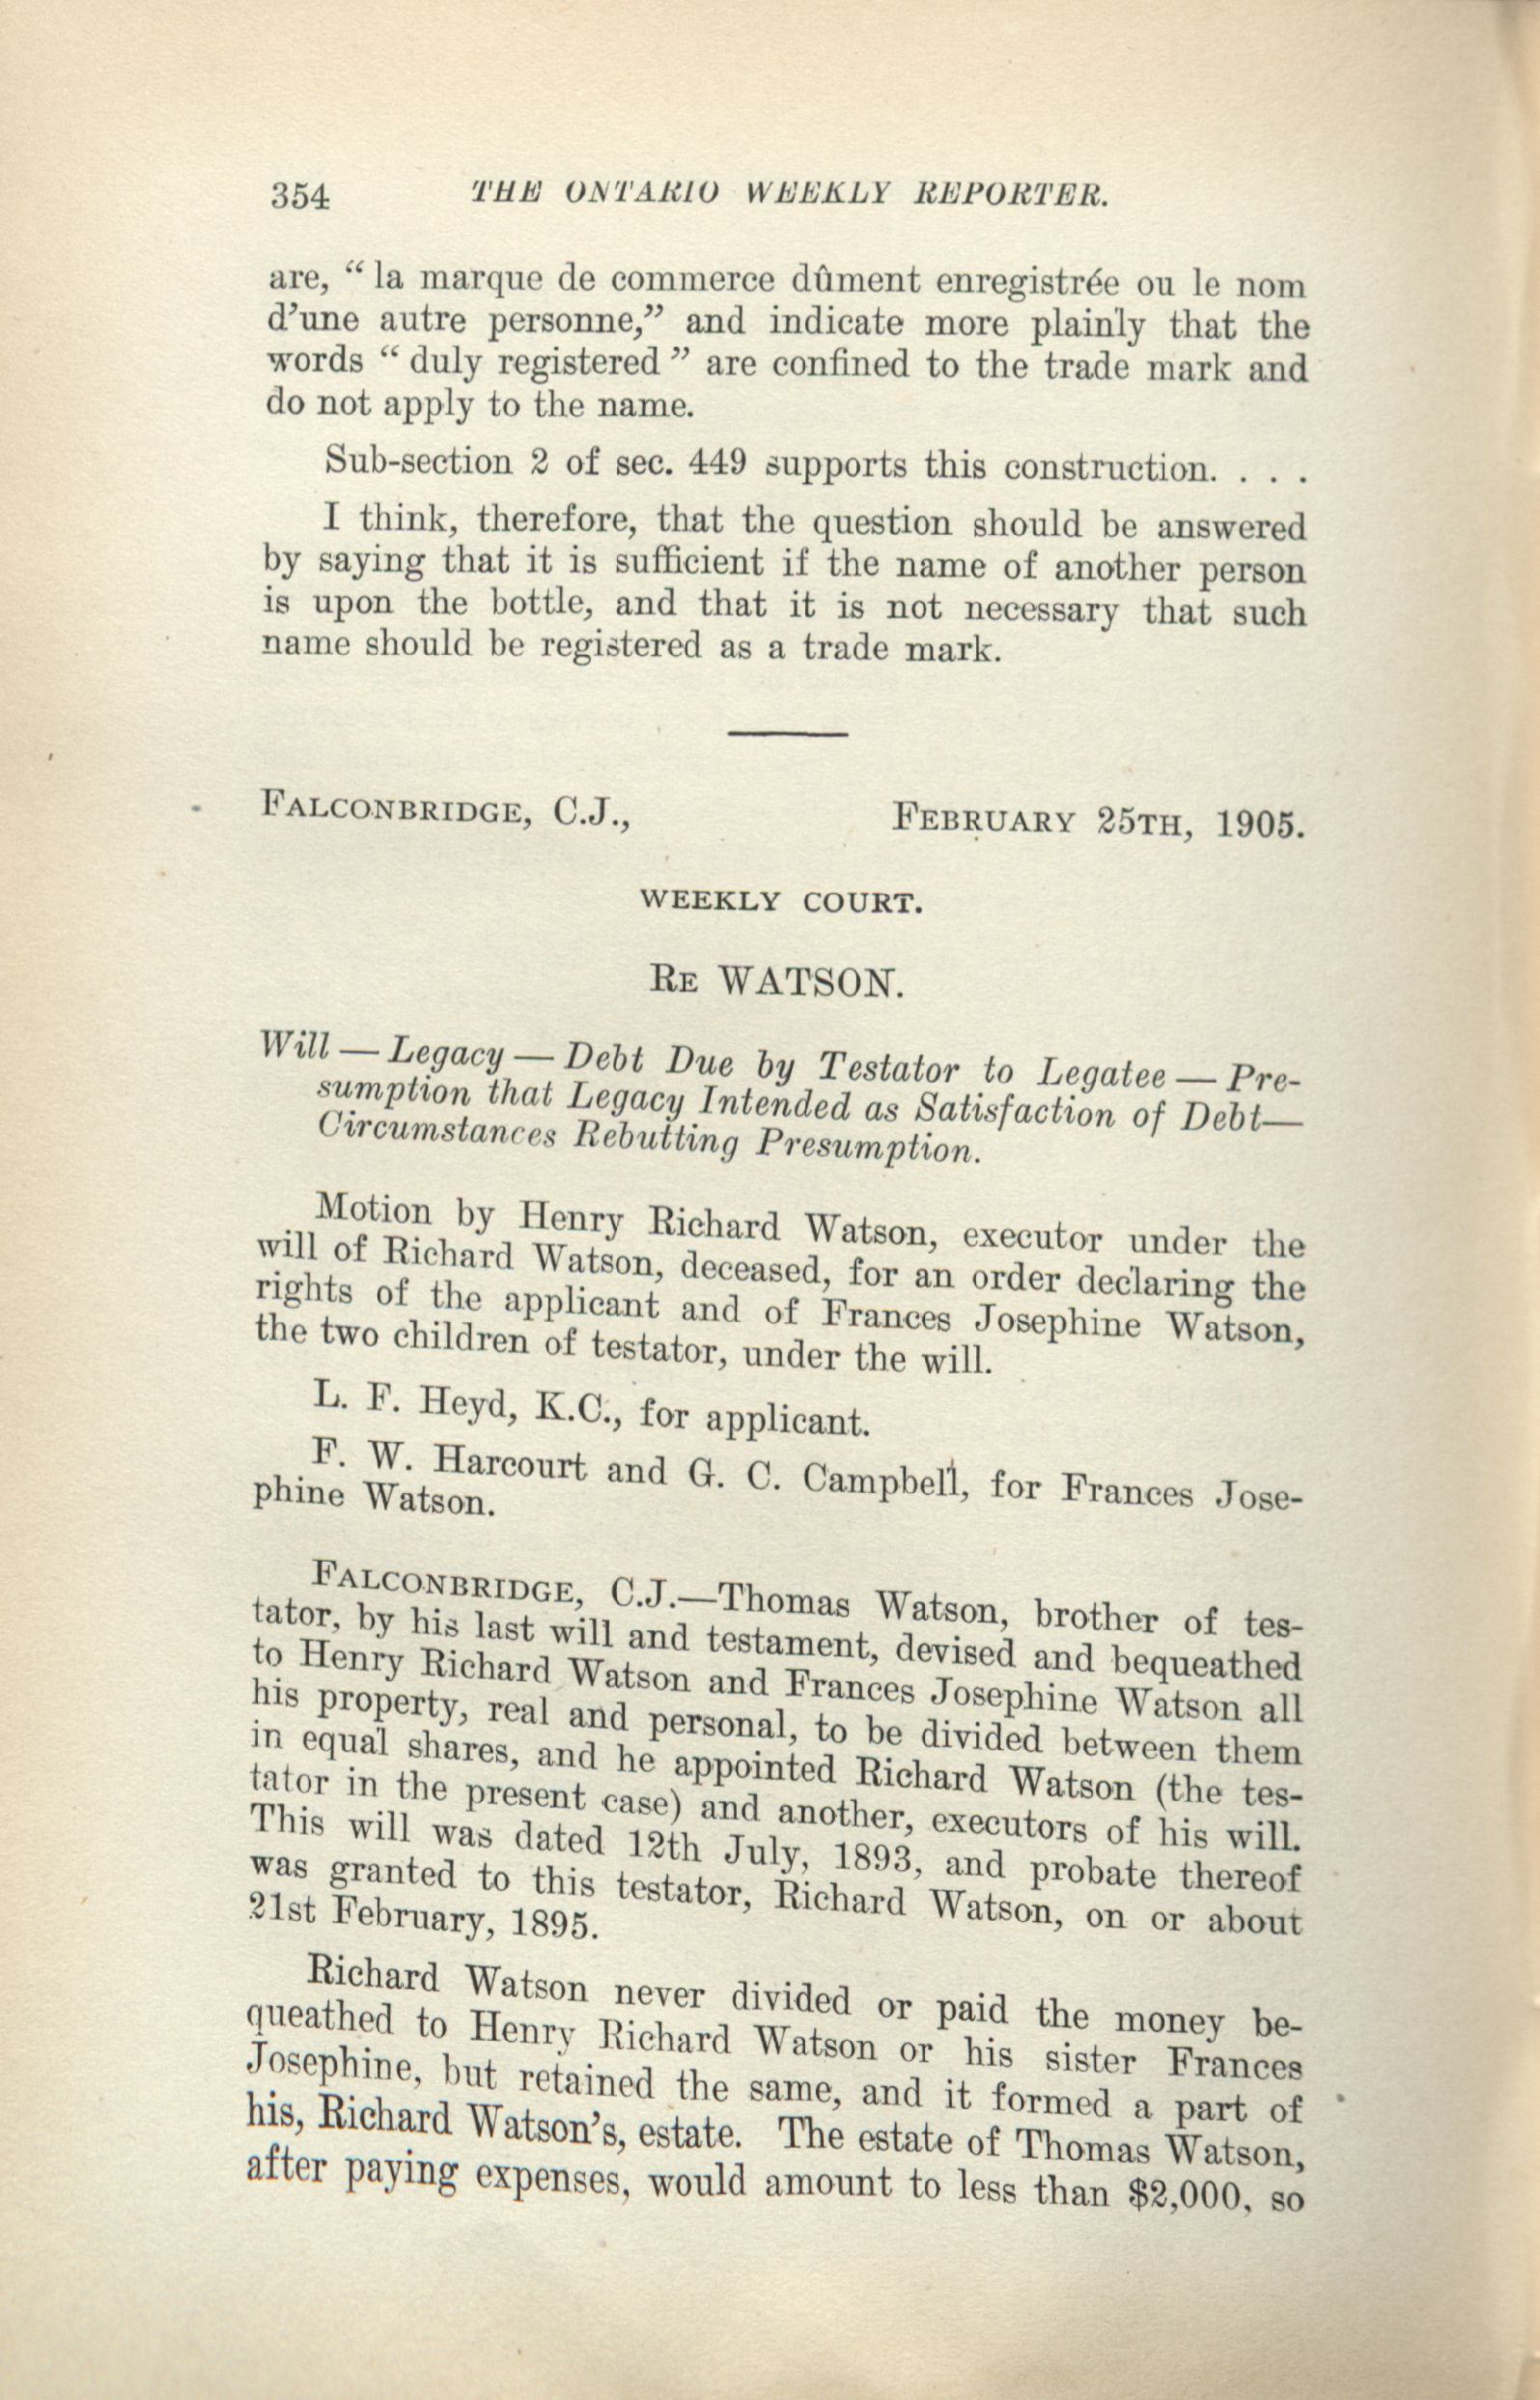 354 THE ONTARIO WEEKLY REPORTER.
are, “ la marque de commerce dûment enregistrée ou le nom
d’une autre personne,” and indicate more plainly that the
words “ duly registered ” are confined to the trade mark and
do not apply to the name.
Sub-section 2 of sec. 449 supports this construction. . . .
I think, therefore, that the question should be answered
by saying that it is sufficient if the name of another person
is upon the bottle, and that it is not necessary that such
name should be registered as a trade mark.
FALCONBRIDGE, C.J., FEBRUARY 25TH, 1905.
WEEKLY COURT.
RE WATSON.
Will — Legacy — Debt Due by Testator to Legatee — Pre-
sumption that Legacy Intended as Satisfaction of Debt—
Circumstances Rebutting Presumption.
Motion by Henry Richard Watson, executor under the
will of Richard Watson, deceased, for an order declaring the
rights of the applicant and of Frances Josephine Watson,
the two children of testator, under the will.
L. F. Heyd, K.C., for applicant.
F. W. Harcourt and G. C. Campbell, for Frances Jose-
phine Watson.
FALCONBRIDGE, C.J.—Thomas Watson, brother of tes-
tator, by his last will and testament, devised and bequeathed
to Henry Richard Watson and Frances Josephine Watson all
his property, real and personal, to be divided between them
in equal shares, and he appointed Richard Watson (the tes-
tator in the present case) and another, executors of his will.
This will was dated 12th July, 1893, and probate thereof
was granted to this testator, Richard Watson, on or about
21st February, 1895.
Richard Watson never divided or paid the money be-
queathed to Henry Richard Watson or his sister Frances
Josephine, but retained the same, and it formed a part of
his, Richard Watson’s, estate. The estate of Thomas Watson,
after paying expenses, would amount to less than $2,000, so